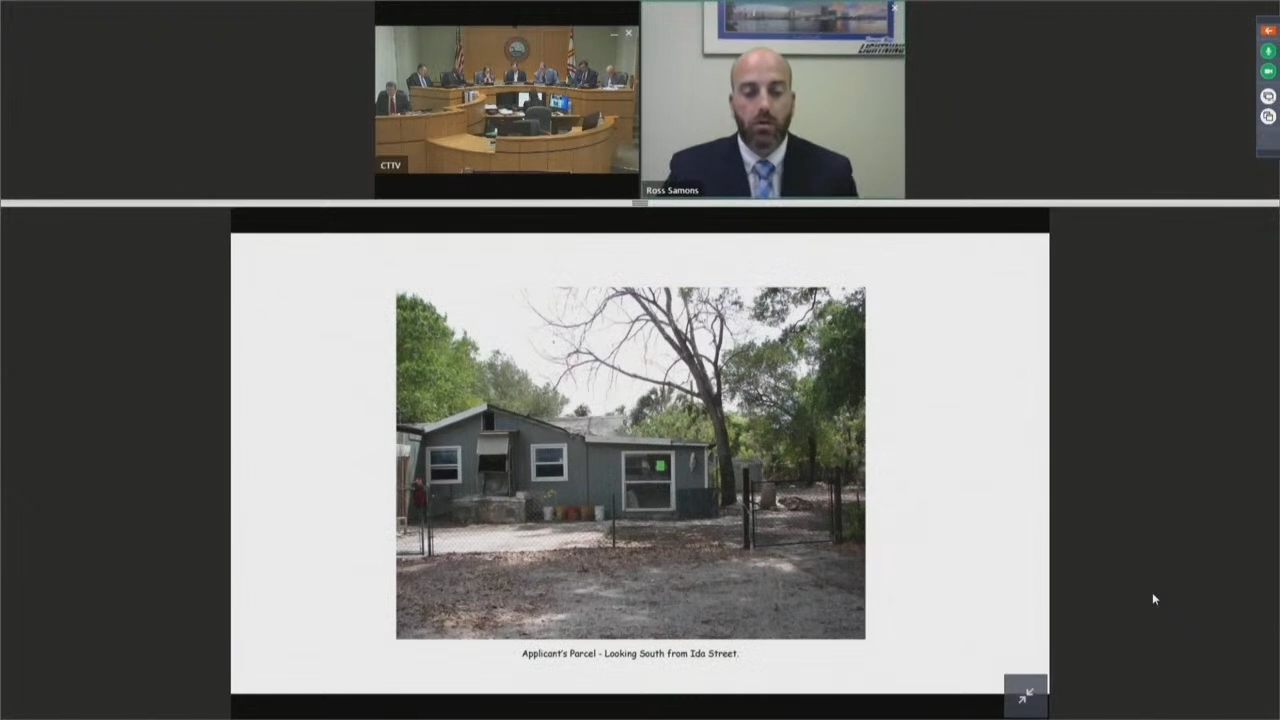 LIGHTNING
CTTV
Ross Samons
Applicant's Parcel - Looking South from Ida Street.